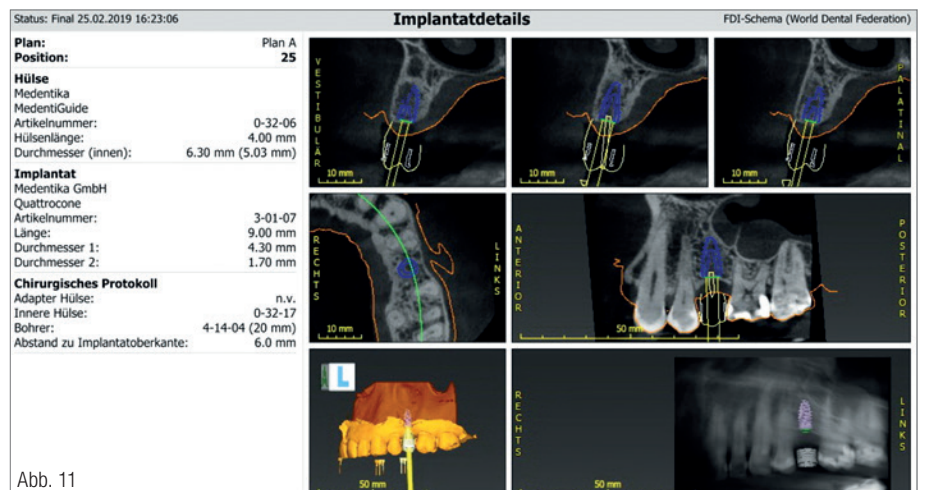 Status: Final 25.02.2019 16:23:06
Implantatdetails
FDI-Schema (World Dental Federation)
Plan: Plan A
Position: 25
Hülse
Medentika
MedentiGuide
Artikelnummer: 0-32-06
Hülsenlänge: 4.00 mm
Durchmesser (innen): 6.30 mm (5.03 mm)
Implantat
Medentika GmbH
Quattrocone
Artikelnummer: 3-01-07
Länge: 9.00 mm
Durchmesser 1: 4.30 mm
Durchmesser 2: 1.70 mm
Chirurgisches Protokoll
Adapter Hülse: n.v.
Innere Hülse: 0-32-17
Bohrer: 4-14-04 (20 mm)
Abstand zu Implantatoberkante: 6.0 mm
VESTIBULÄR
10 mm
10 mm
10 mm
PALATINAL
RECHTS
10 mm
LINKS
ANTERIOR
50 mm
POSTERIOR
L
50 mm
RECHTS
50 mm
LINKS
Abb. 11